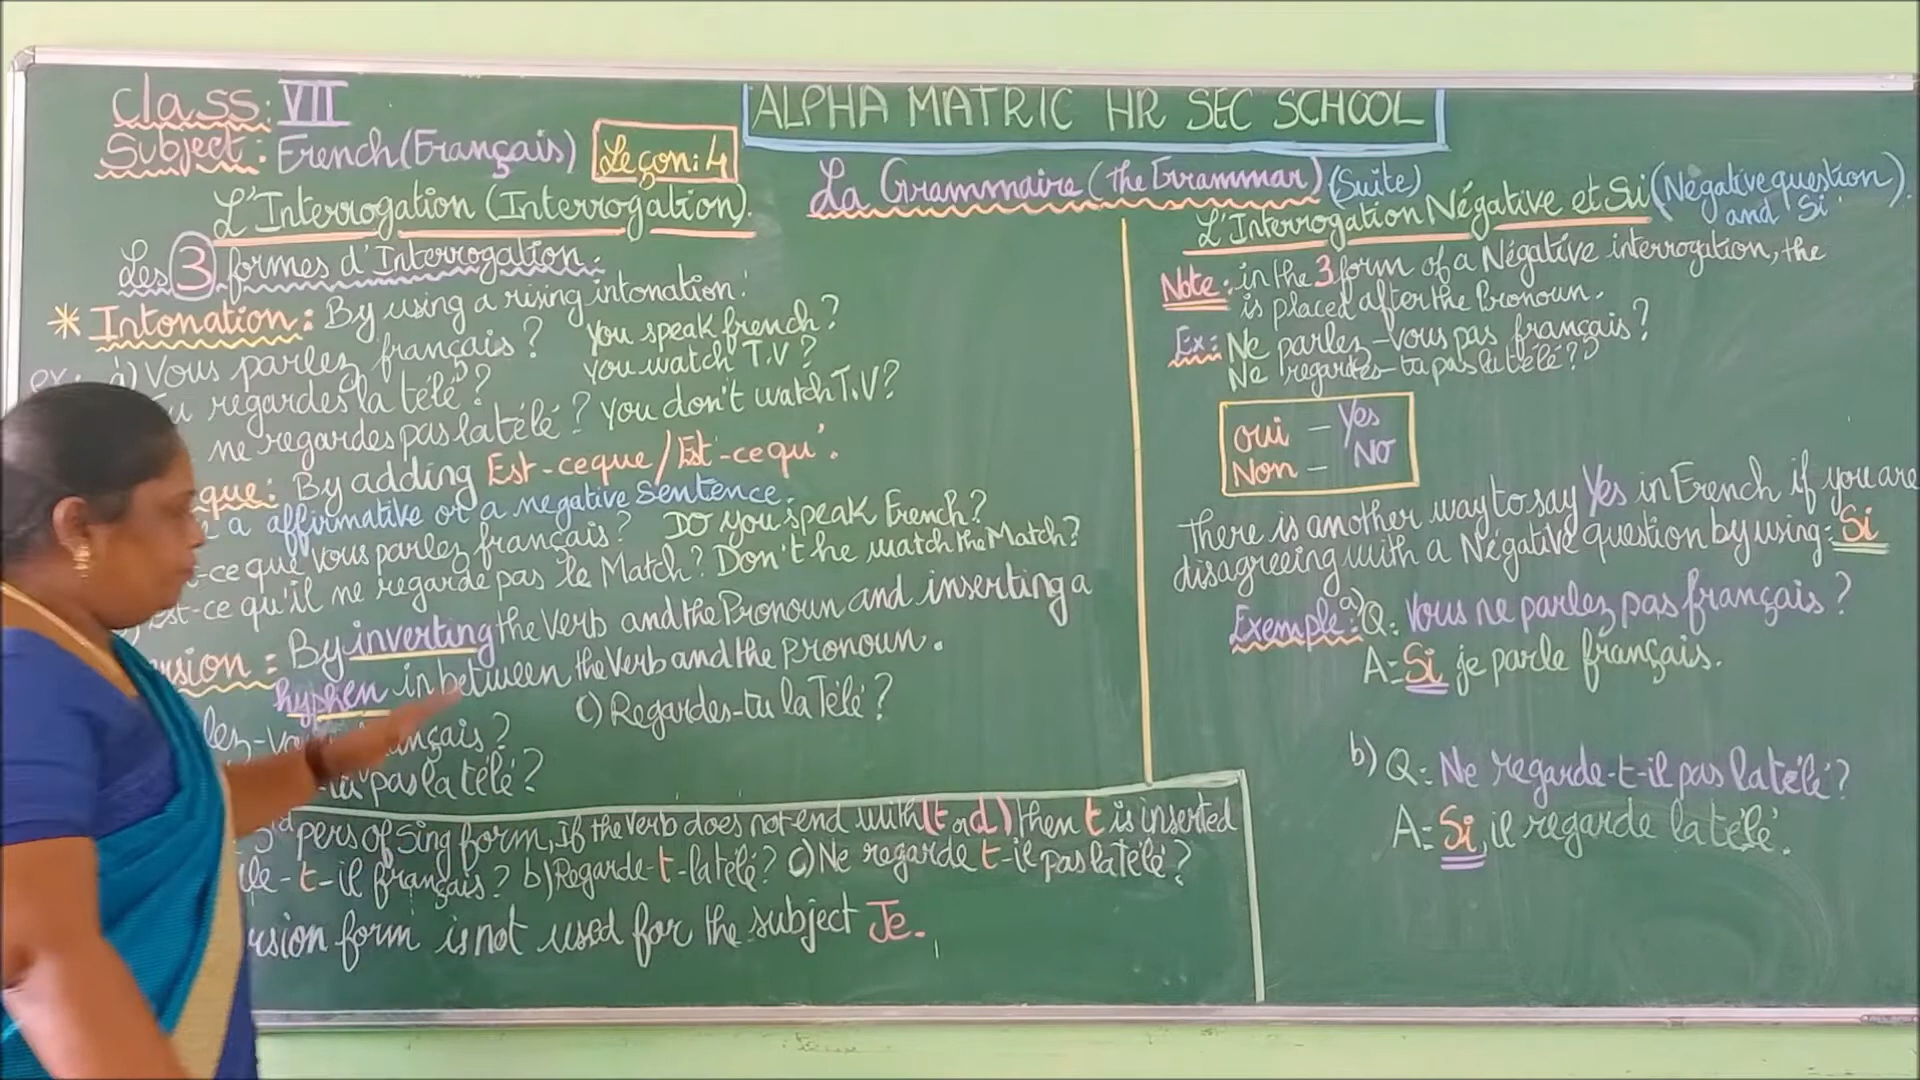 ALPHA MATRIC HR SEC SCHOOL
Class: VII
Subject: French (Français)
Leçon: 4
La Grammaire (the Grammar) (Suite)
L'Interrogation (Interrogation).
Les 3 formes d'Interrogation.
* Intonation: By using a rising intonation.
ex: a) Vous parlez français? You speak french?
regardes la télé? You watch T.V?
ne regardes pas la télé? You don't watch T.V?
que: By adding Est-ce que / Est-ce qu'.
a affirmative or a negative sentence.
-ce que vous parlez français? Do you speak French?
Est-ce qu'il ne regarde pas le Match? Don't he watch the Match?
sion: By inverting the Verb and the Pronoun and inserting a
hyphen in between the Verb and the pronoun.
lez- français? c) Regardes-tu la Télé?
-tu pas la télé?
3rd pers of Sing form, If the verb does not end with (t or d) then t is inserted
le-t-il français? b) Regarde-t-la télé? c) Ne regarde t-il pas la télé?
sion form is not used for the subject Je.
L'Interrogation Négative et Si (Négative question and 'Si'
).
Note: in the 3 form of a Négative interrogation, the
is placed after the Pronoun.
Ex: Ne parlez-vous pas français?
Ne regardes-tu pas la télé?
Oui - Yes
Non - No
There is another way to say Yes in French if you are
disagreeing with a Négative question by using: Si
Exemple: a) Q: Vous ne parlez pas français?
A: Si je parle français.
b) Q: Ne regarde-t-il pas la télé?
A: Si, il regarde la télé.